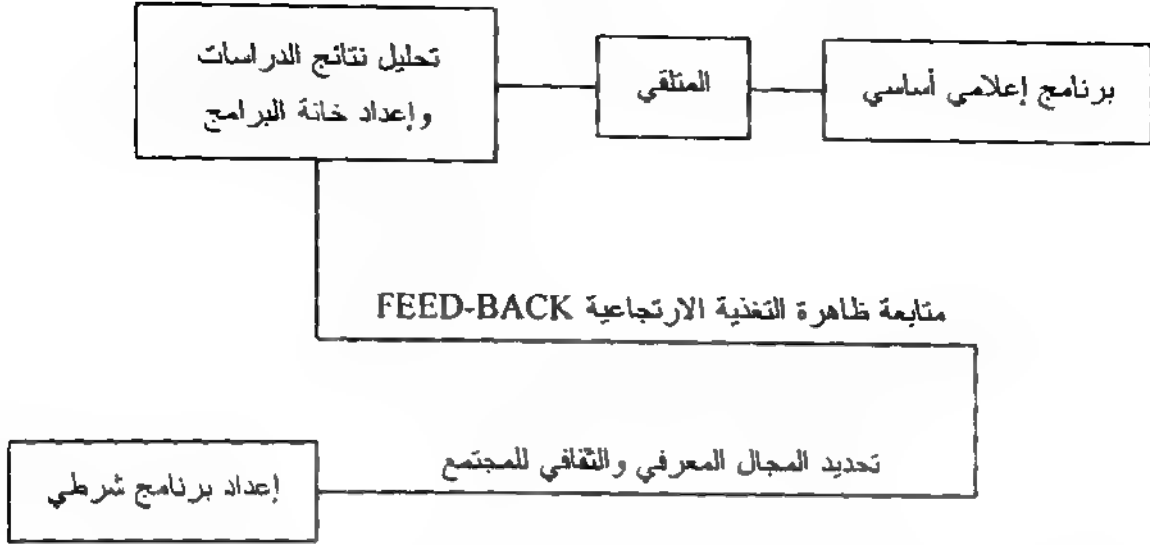 برنامج إعلامي أساسي
المتلقي
تحليل نتائج الدراسات
وإعداد خانة البرامج
متابعة ظاهرة التغذية الارتجاعية FEED-BACK
تحديد المجال المعرفي والثقافي للمجتمع
إعداد برنامج شرطي